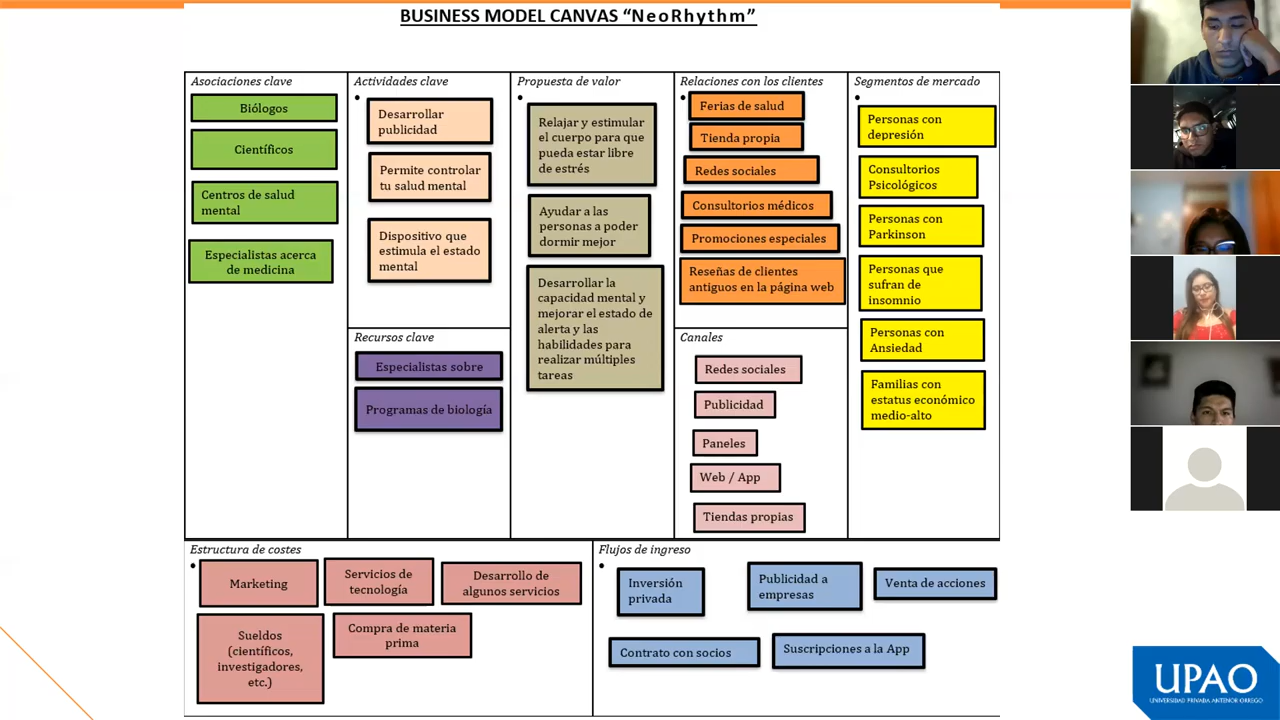 BUSINESS MODEL CANVAS “NeoRhythm”
Asociaciones clave
Biólogos
Científicos
Centros de salud
mental
Especialistas acerca
de medicina
Actividades clave
Desarrollar
publicidad
Permite controlar
tu salud mental
Dispositivo que
estimula el estado
mental
Recursos clave
Especialistas sobre
Programas de biología
Propuesta de valor
Relajar y estimular
el cuerpo para que
pueda estar libre
de estrés
Ayudar a las
personas a poder
dormir mejor
Desarrollar la
capacidad mental y
mejorar el estado de
alerta y las
habilidades para
realizar múltiples
tareas
Relaciones con los clientes
Ferias de salud
Tienda propia
Redes sociales
Consultorios médicos
Promociones especiales
Reseñas de clientes
antiguos en la página web
Canales
Redes sociales
Publicidad
Paneles
Web / App
Tiendas propias
Segmentos de mercado
Personas con
depresión
Consultorios
Psicológicos
Personas con
Parkinson
Personas que
sufran de
insomnio
Personas con
Ansiedad
Familias con
estatus económico
medio-alto
Estructura de costes
Marketing
Servicios de
tecnología
Desarrollo de
algunos servicios
Sueldos
(científicos,
investigadores,
etc.)
Compra de materia
prima
Flujos de ingreso
Inversión
privada
Publicidad a
empresas
Venta de acciones
Contrato con socios
Suscripciones a la App
UPAO
UNIVERSIDAD PRIVADA ANTENOR ORREGO